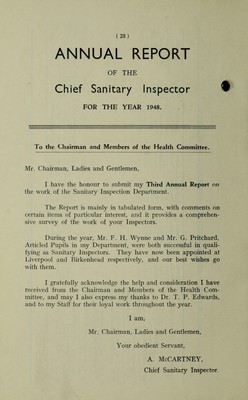 ( 28 )
ANNUAL REPORT
OF THE
Chief Sanitary Inspector
FOR THE YEAR 1948.
To the Chairman and Members of the Health Committee.
Mr. Chairman, Ladies and Gentlemen,
I have the honour to submit my Third Annual Report on
the work of the Sanitary Inspection Department.
The Report is mainly in tabulated form, with comments on
certain items of particular interest, and it provides a comprehen-
sive survey of the work of your Inspectors.
During the year, Mr. F. H. Wynne and Mr. G. Pritchard,
Articled Pupils in my Department, were both successful in quali-
fying as Sanitary Inspectors. They have now been appointed at
Liverpool and Birkenhead respectively, and our best wishes go
with them.
I gratefully acknowledge the help and consideration I have
received from the Chairman and Members of the Health Com-
mittee, and may I also express my thanks to Dr. T. P. Edwards,
and to my Staff for their loyal work throughout the year.
I am,
Mr. Chairman, Ladies and Gentlemen,
Your obedient Servant,
A. McCARTNEY,
Chief Sanitary Inspector